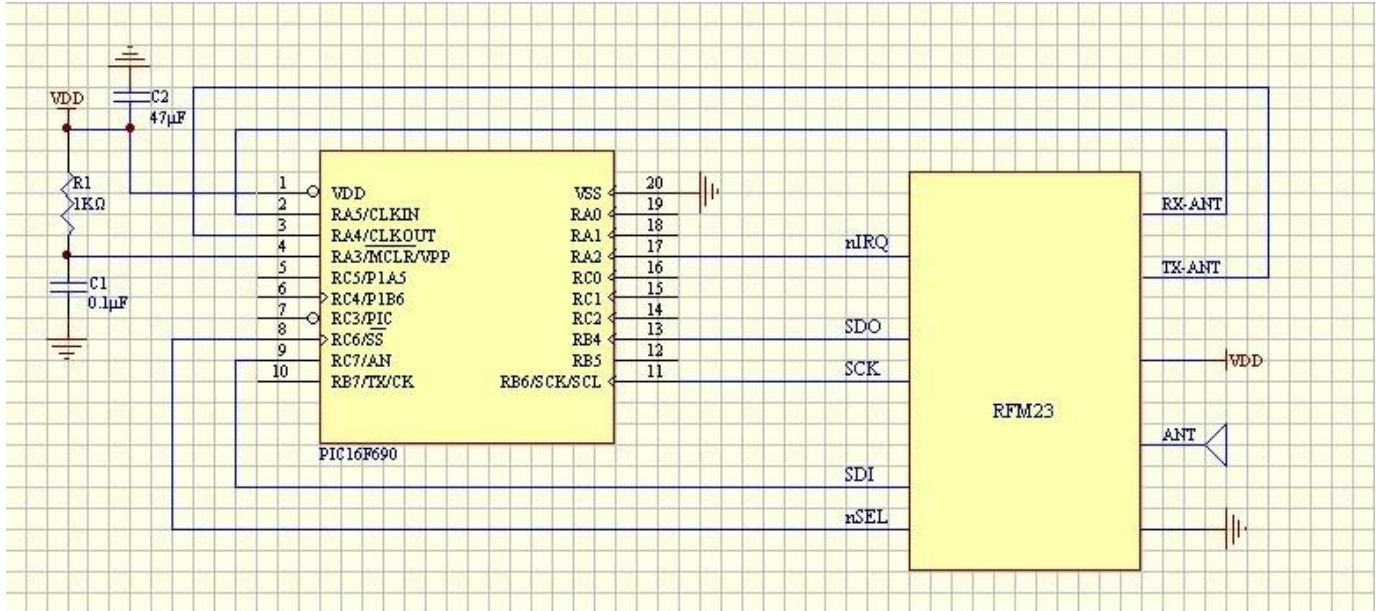 VDD
C2
47µF
R1
1KΩ
C1
0.1µF
1 VDD
2 RA5/CLKIN
3 RA4/CLKOUT
4 RA3/MCLR/VPP
5 RC5/P1A5
6 RC4/P1B6
7 RC3/PIC
8 RC6/SS
9 RC7/AN
10 RB7/TX/CK
VSS 20
RA0 19
RA1 18
RA2 17
RC0 16
RC1 15
RC2 14
RB4 13
RB5 12
RB6/SCK/SCL 11
PIC16F690
nIRQ
SDO
SCK
SDI
nSEL
RFM23
RX-ANT
TX-ANT
VDD
ANT